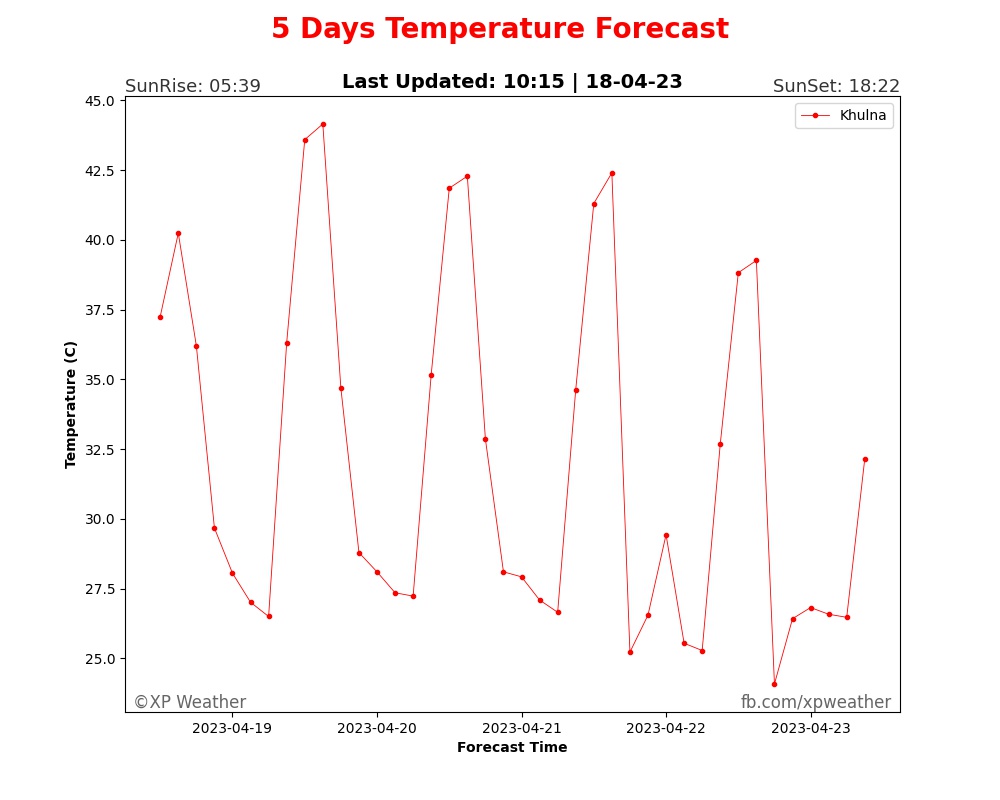 5 Days Temperature Forecast
SunRise: 05:39
Last Updated: 10:15 | 18-04-23
SunSet: 18:22
Khulna
45.0
42.5
40.0
37.5
35.0
32.5
30.0
27.5
25.0
Temperature (C)
©XP Weather
fb.com/xpweather
2023-04-19
2023-04-20
2023-04-21
2023-04-22
2023-04-23
Forecast Time